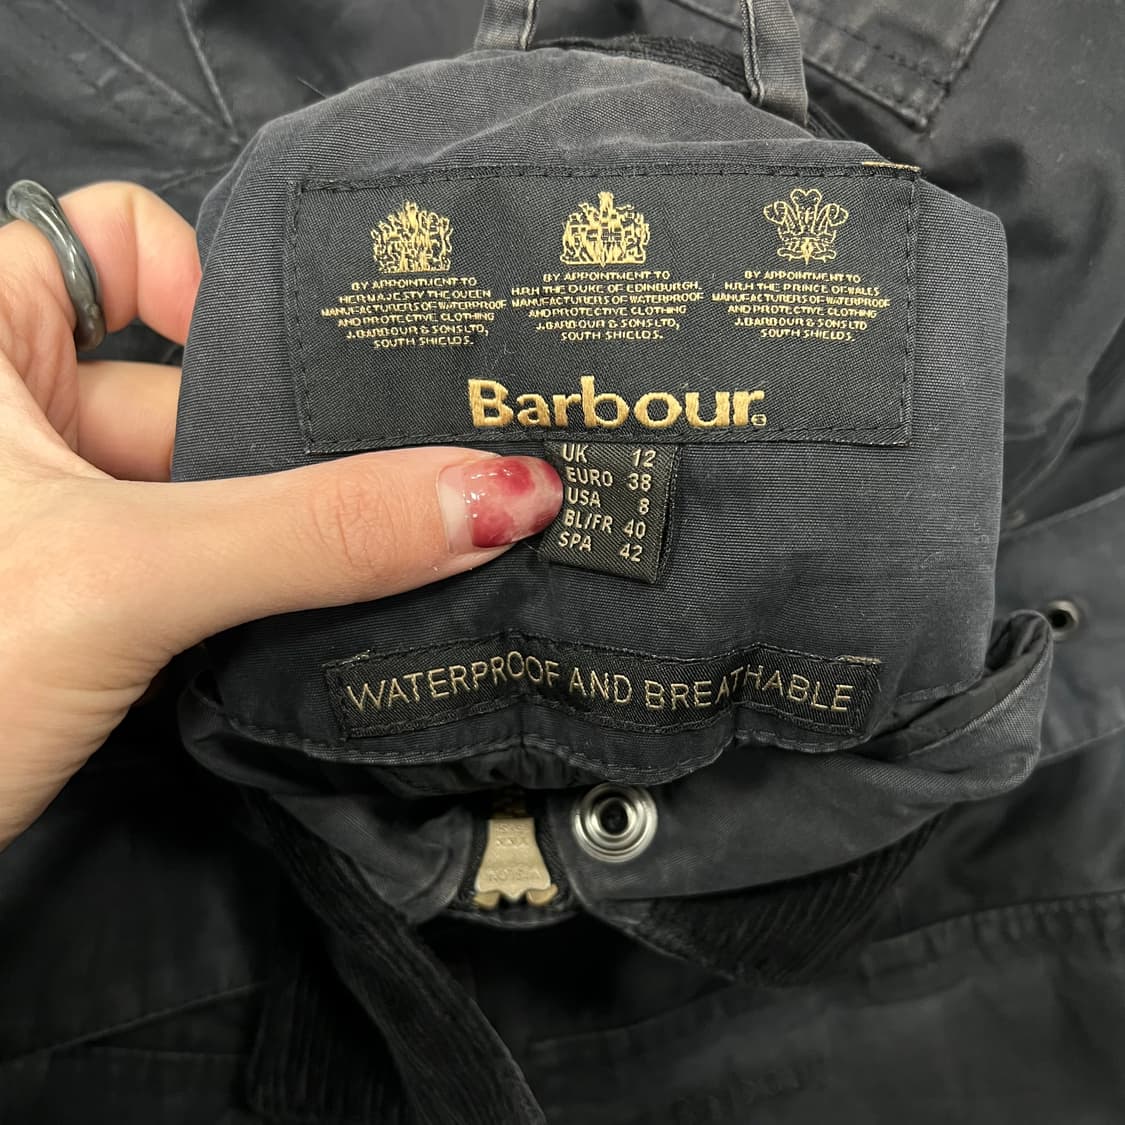 BY APPOINTMENT TO
HER MAJESTY THE QUEEN
MANUFACTURERS OF WATERPROOF
AND PROTECTIVE CLOTHING
J. BARBOUR & SONS LTD,
SOUTH SHIELDS.
BY APPOINTMENT TO
H.R.H THE DUKE OF EDINBURGH,
MANUFACTURERS OF WATERPROOF
AND PROTECTIVE CLOTHING
J. BARBOUR & SONS LTD,
SOUTH SHIELDS.
BY APPOINTMENT TO
H.R.H THE PRINCE OF WALES
MANUFACTURERS OF WATERPROOF
AND PROTECTIVE CLOTHING
J. BARBOUR & SONS LTD
SOUTH SHIELDS.
Barbour
UK 12
EURO 38
USA 8
BL/FR 40
SPA 42
WATERPROOF AND BREATHABLE